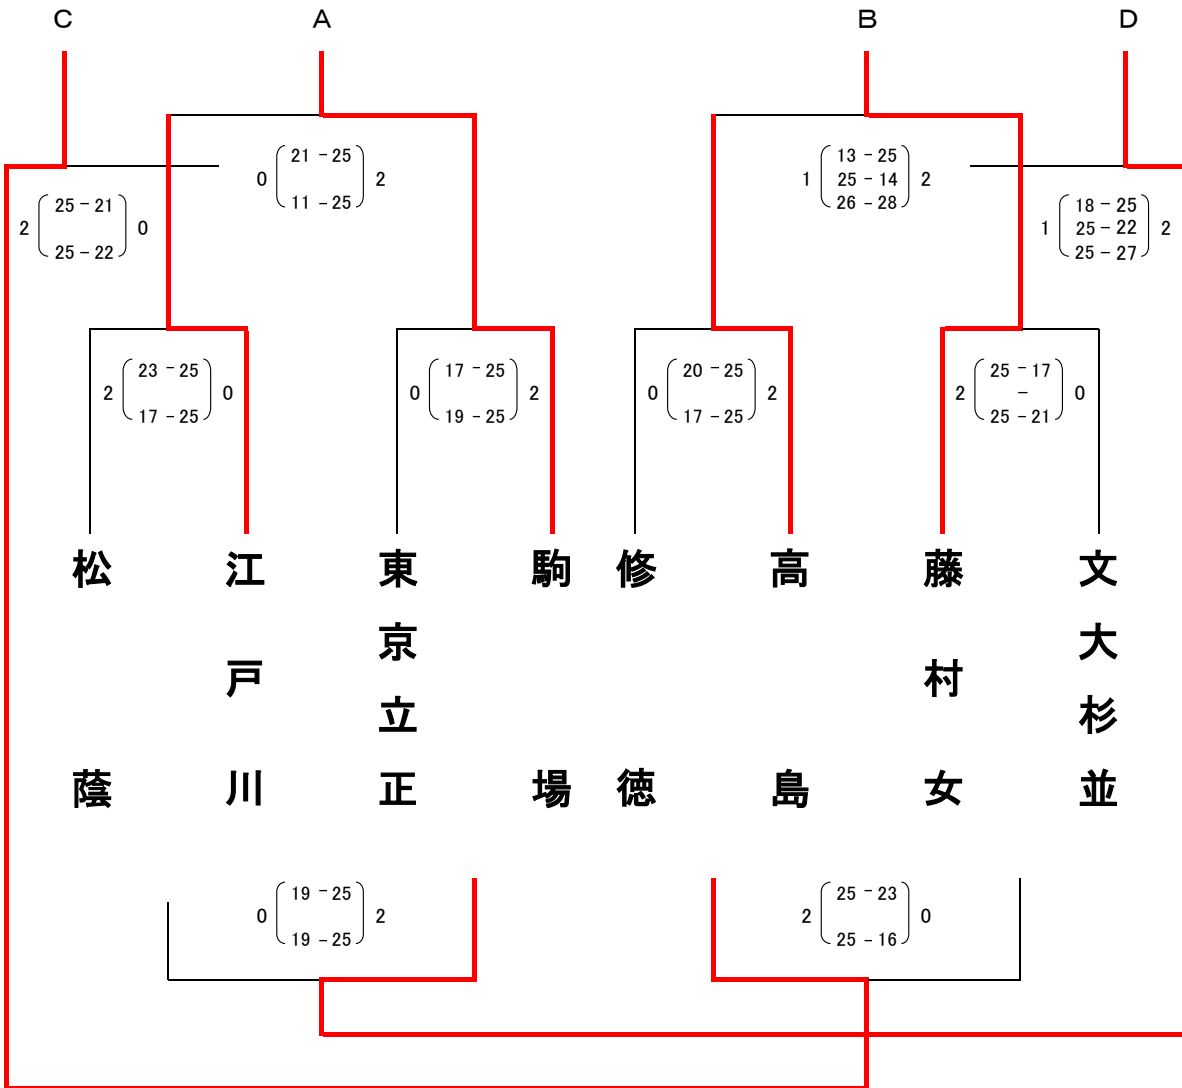 C A B D
0 21 - 25 2
11 - 25
1 13 - 25 2
25 - 14
26 - 28
2 25 - 21 0
25 - 22
1 18 - 25 2
25 - 22
25 - 27
2 23 - 25 0
17 - 25
0 17 - 25 2
19 - 25
0 20 - 25 2
17 - 25
2 25 - 17 0
-
25 - 21
松蔭
江戸川
東京立正
駒場
修徳
高島
藤村女
文大杉並
0 19 - 25 2
19 - 25
2 25 - 23 0
25 - 16